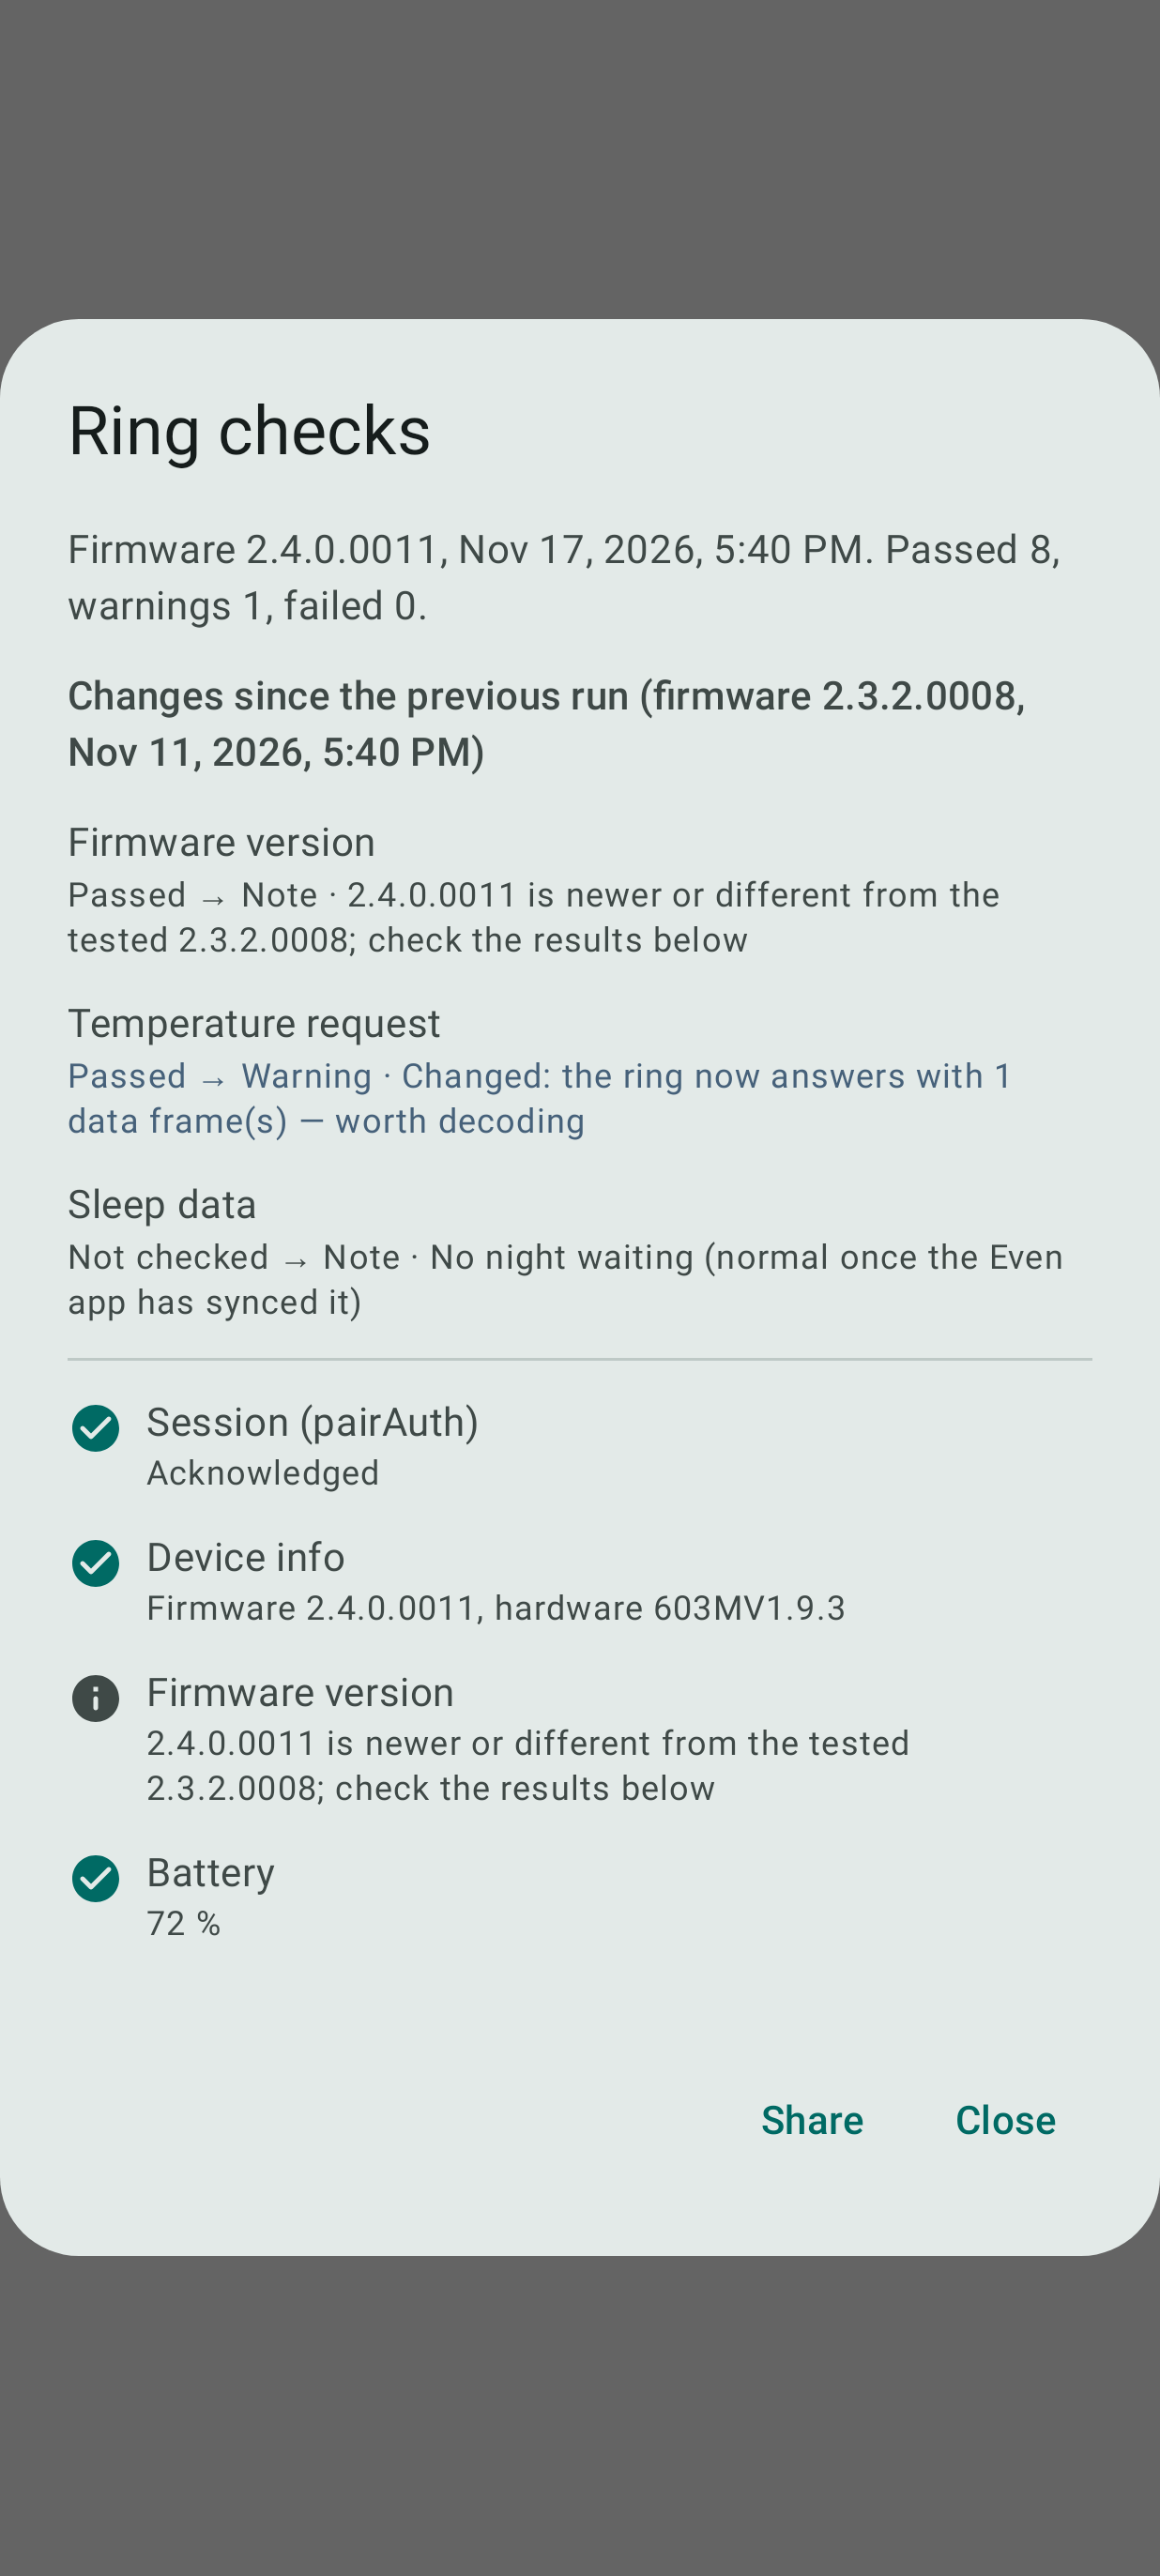 Ring checks
Firmware 2.4.0.0011, Nov 17, 2026, 5:40 PM. Passed 8,
warnings 1, failed 0.
Changes since the previous run (firmware 2.3.2.0008,
Nov 11, 2026, 5:40 PM)
Firmware version
Passed → Note · 2.4.0.0011 is newer or different from the
tested 2.3.2.0008; check the results below
Temperature request
Passed → Warning · Changed: the ring now answers with 1
data frame(s) — worth decoding
Sleep data
Not checked → Note · No night waiting (normal once the Even
app has synced it)
Session (pairAuth)
Acknowledged
Device info
Firmware 2.4.0.0011, hardware 603MV1.9.3
Firmware version
2.4.0.0011 is newer or different from the tested
2.3.2.0008; check the results below
Battery
72 %
Share Close